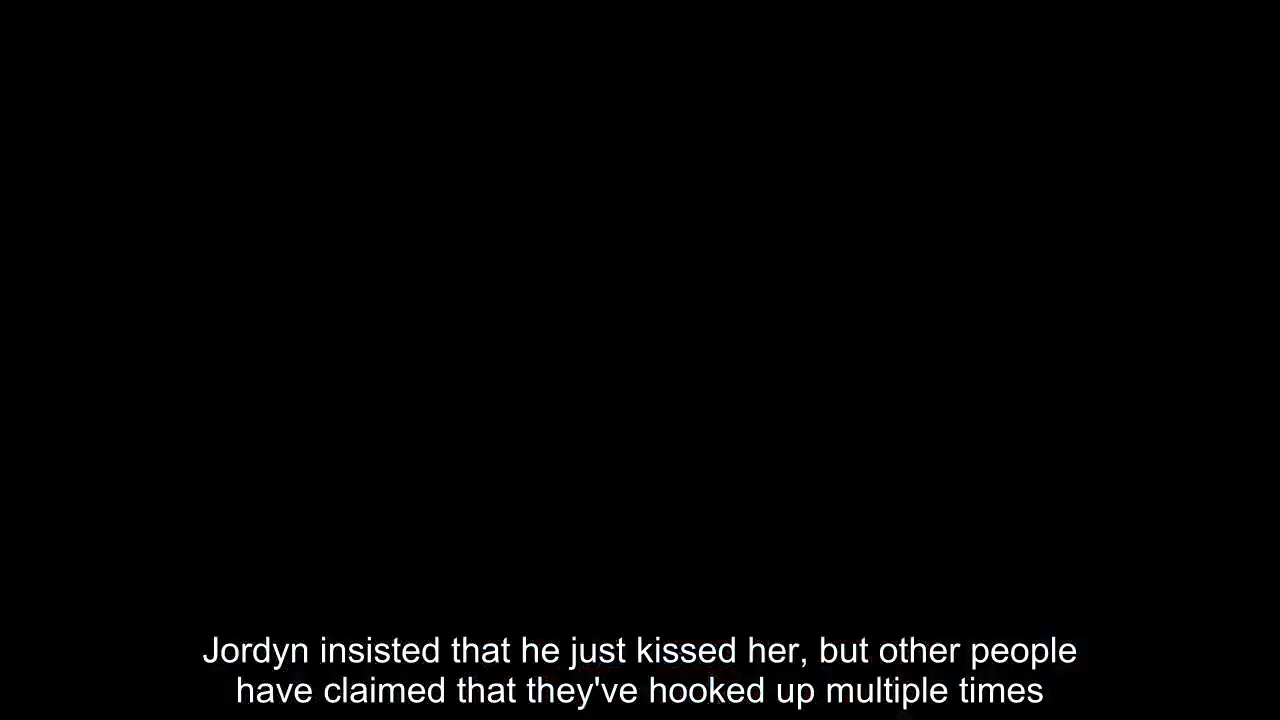 Jordyn insisted that he just kissed her, but other people
have claimed that they've hooked up multiple times